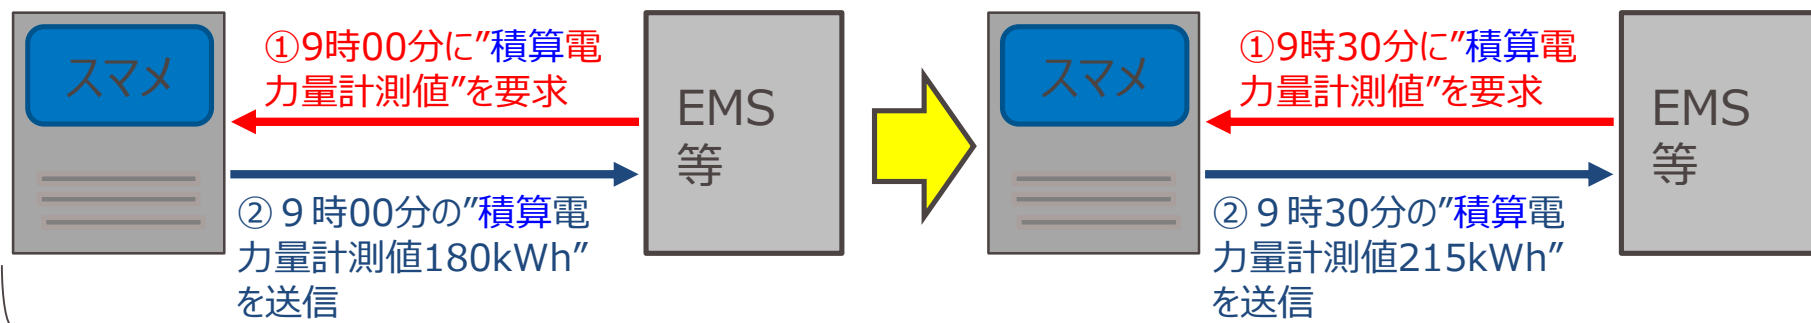 スマメ
①9時00分に”積算電
力量計測値”を要求
EMS
等
②９時00分の”積算電
力量計測値180kWh”
を送信
スマメ
①9時30分に”積算電
力量計測値”を要求
EMS
等
②９時30分の”積算電
力量計測値215kWh”
を送信